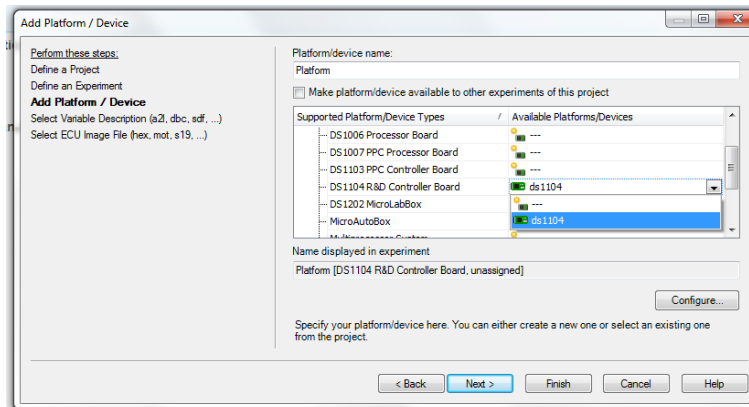 Add Platform / Device
Perform these steps:
Define a Project
Define an Experiment
Add Platform / Device
Select Variable Description (a2l, dbc, sdf, ...)
Select ECU Image File (hex, mot, s19, ...)
Platform/device name:
Platform
Make platform/device available to other experiments of this project
Supported Platform/Device Types / Available Platforms/Devices
DS1006 Processor Board ---
DS1007 PPC Processor Board ---
DS1103 PPC Controller Board ---
DS1104 R&D Controller Board ds1104
DS1202 MicroLabBox ---
MicroAutoBox ds1104
Name displayed in experiment
Platform [DS1104 R&D Controller Board, unassigned]
Configure...
Specify your platform/device here. You can either create a new one or select an existing one
from the project.
< Back Next > Finish Cancel Help